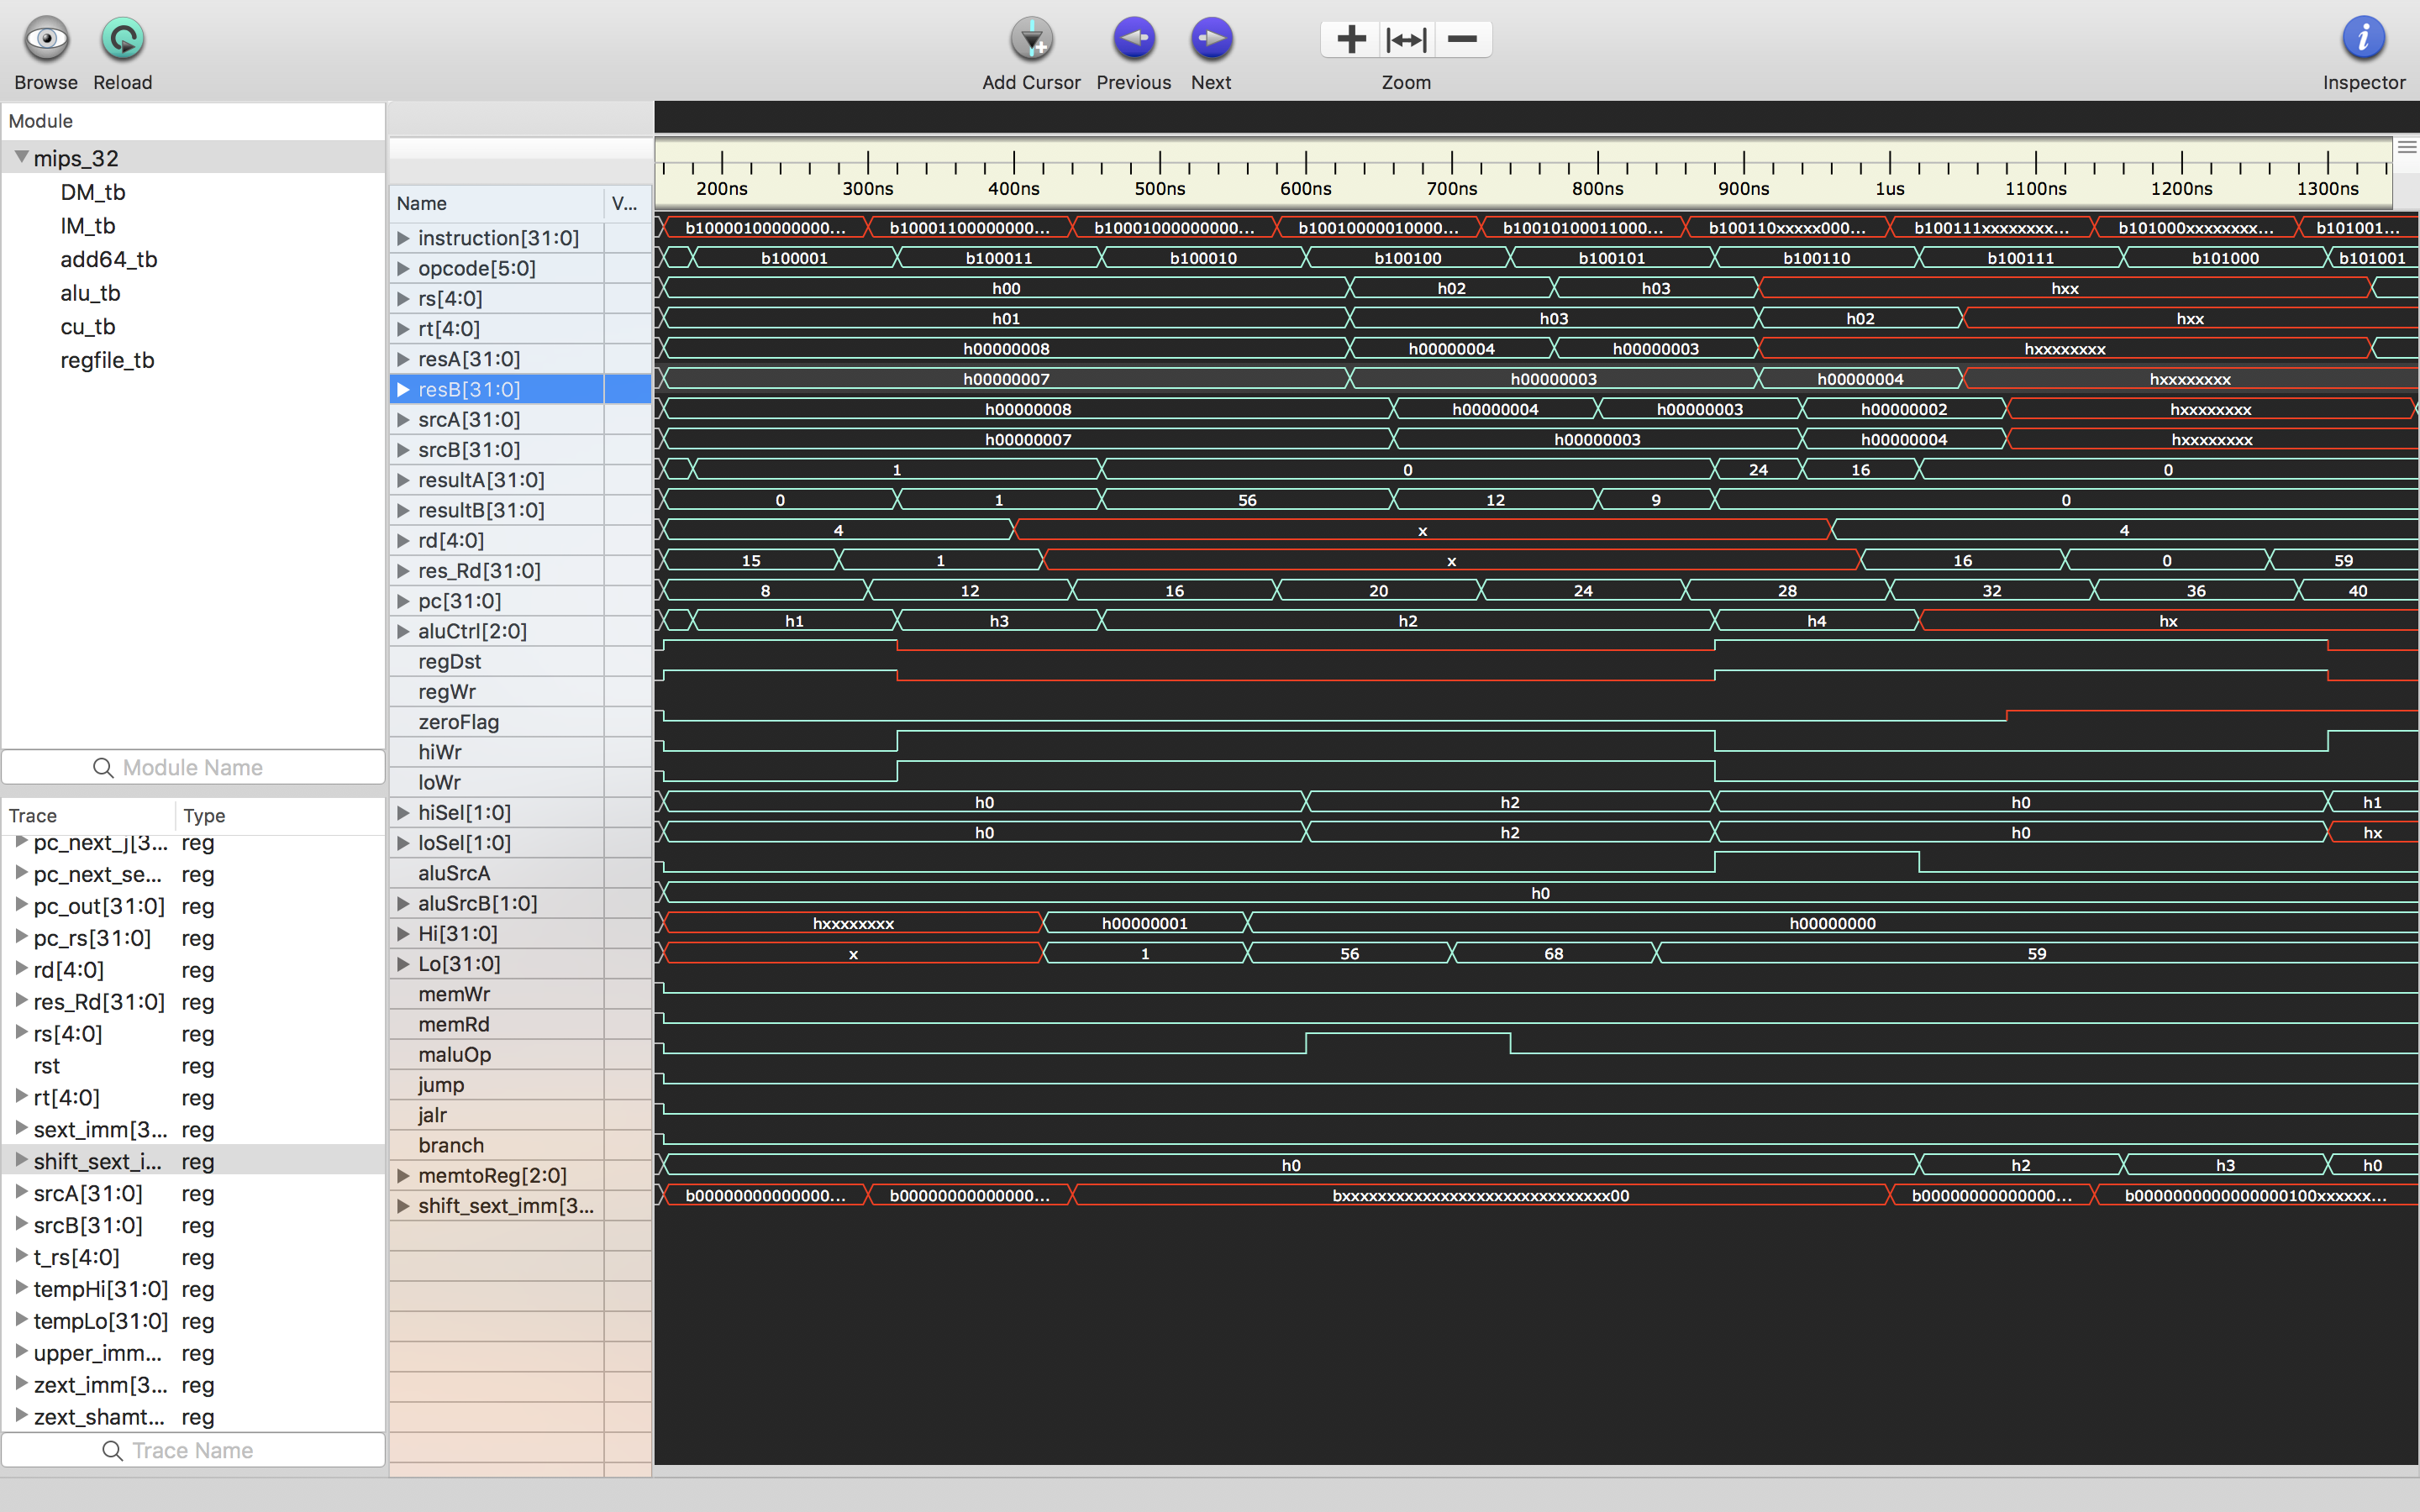 Browse Reload Add Cursor Previous Next Zoom Inspector
Module
mips_32
DM_tb
IM_tb
add64_tb
alu_tb
cu_tb
regfile_tb
Module Name
Trace Type
pc_next_j[3... reg
pc_next_se... reg
pc_out[31:0] reg
pc_rs[31:0] reg
rd[4:0] reg
res_Rd[31:0] reg
rs[4:0] reg
rst reg
rt[4:0] reg
sext_imm[3... reg
shift_sext_i... reg
srcA[31:0] reg
srcB[31:0] reg
t_rs[4:0] reg
tempHi[31:0] reg
tempLo[31:0] reg
upper_imm... reg
zext_imm[3... reg
zext_shamt... reg
Trace Name
200ns 300ns 400ns 500ns 600ns 700ns 800ns 900ns 1us 1100ns 1200ns 1300ns
Name V...
instruction[31:0] b10000100000000... b10001100000000... b10001000000000... b10010000010000... b10010100011000... b100110xxxxx000... b100111xxxxxxxx... b101000xxxxxxxx... b101001...
opcode[5:0] b100001 b100011 b100010 b100100 b100101 b100110 b100111 b101000 b101001
rs[4:0] h00 h02 h03 hxx
rt[4:0] h01 h03 h02 hxx
resA[31:0] h00000008 h00000004 h00000003 hxxxxxxxx
resB[31:0] h00000007 h00000003 h00000004 hxxxxxxxx
srcA[31:0] h00000008 h00000004 h00000003 h00000002 hxxxxxxxx
srcB[31:0] h00000007 h00000003 h00000004 hxxxxxxxx
resultA[31:0] 1 0 24 16 0
resultB[31:0] 0 1 56 12 9 0
rd[4:0] 4 x 4
res_Rd[31:0] 15 1 x 16 0 59
pc[31:0] 8 12 16 20 24 28 32 36 40
aluCtrl[2:0] h1 h3 h2 h4 hx
regDst
regWr
zeroFlag
hiWr
loWr
hiSel[1:0] h0 h2 h0 h1
loSel[1:0] h0 h2 h0 hx
aluSrcA
aluSrcB[1:0] h0
Hi[31:0] hxxxxxxxx h00000001 h00000000
Lo[31:0] x 1 56 68 59
memWr
memRd
maluOp
jump
jalr
branch
memtoReg[2:0] h0 h2 h3 h0
shift_sext_imm[3... b00000000000000... b00000000000000... bxxxxxxxxxxxxxxxxxxxxxxxxxxxxxx00 b00000000000000... b0000000000000000100xxxxxx...